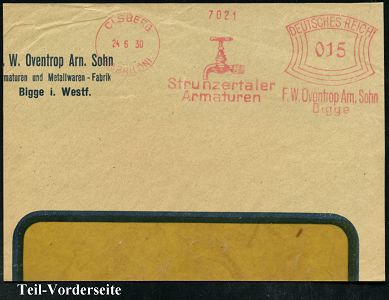 7021
OLSBERG
24 6 30
(BRILON)
DEUTSCHES REICH
015
F. W. Oventrop Arn. Sohn
Armaturen und Metallwaren - Fabrik
Bigge i. Westf.
Strunzertaler
Armaturen
F.W. Oventrop Arn. Sohn
Bigge
Teil-Vorderseite